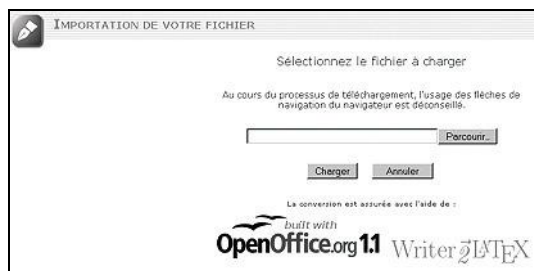 IMPORTATION DE VOTRE FICHIER
Sélectionnez le fichier à charger
Au cours du processus de téléchargement, l'usage des flèches de
navigation du navigateur est déconseillé.
Parcourir...
Charger Annuler
La conversion est assurée avec l'aide de :
built with
OpenOffice.org 1.1 Writer2LATEX